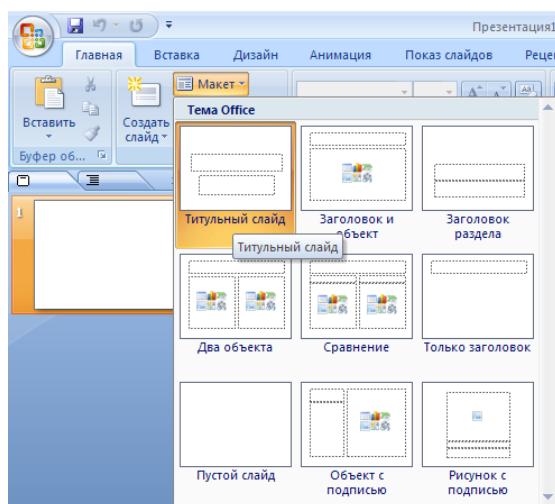 Презентация1
Главная Вставка Дизайн Анимация Показ слайдов Рецен
Вставить
Создать слайд
Макет
Буфер об...
Тема Office
Титульный слайд
Заголовок и объект
Заголовок раздела
Титульный слайд
1
Два объекта
Сравнение
Только заголовок
Пустой слайд
Объект с подписью
Рисунок с подписью